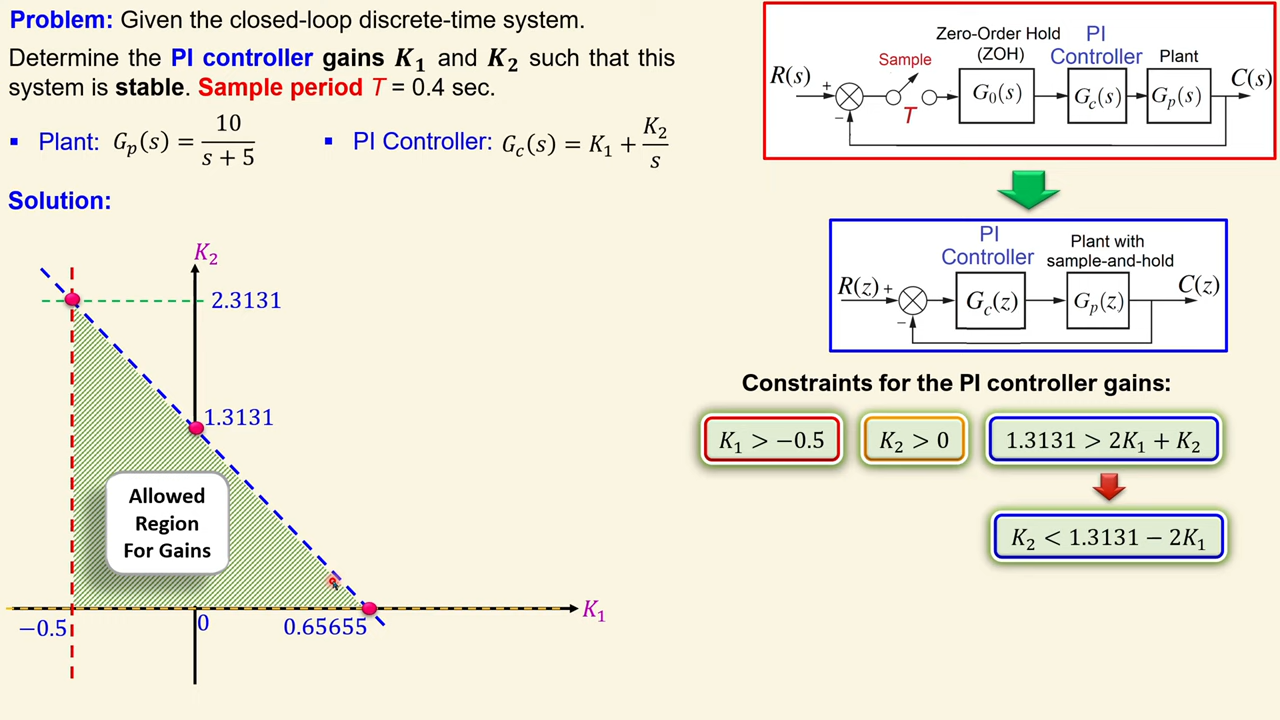 Problem: Given the closed-loop discrete-time system.
Determine the PI controller gains K₁ and K₂ such that this
system is stable. Sample period T = 0.4 sec.
▪ Plant: Gₚ(s) = 10 / (s + 5)
▪ PI Controller: G_c(s) = K₁ + K₂/s
Solution:
Zero-Order Hold
(ZOH)
PI
Controller
Plant
Sample
R(s)
+
−
T
G₀(s)
G_c(s)
Gₚ(s)
C(s)
PI
Controller
Plant with
sample-and-hold
R(z)
+
−
G_c(z)
Gₚ(z)
C(z)
Constraints for the PI controller gains:
K₁ > −0.5
K₂ > 0
1.3131 > 2K₁ + K₂
K₂ < 1.3131 − 2K₁
K₂
2.3131
1.3131
Allowed
Region
For Gains
K₁
−0.5
0
0.65655